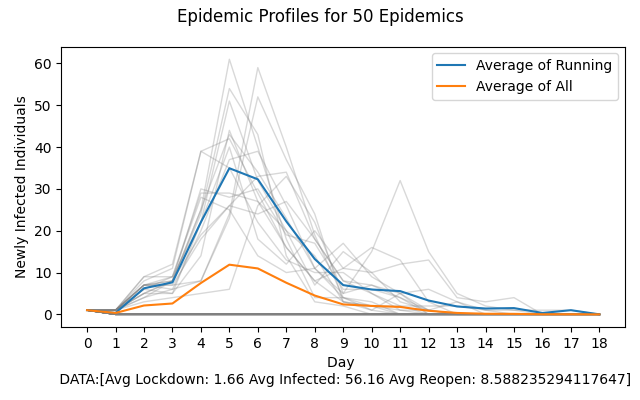 Epidemic Profiles for 50 Epidemics
Newly Infected Individuals
60
50
40
30
20
10
0
Average of Running
Average of All
0 1 2 3 4 5 6 7 8 9 10 11 12 13 14 15 16 17 18
Day
DATA:[Avg Lockdown: 1.66 Avg Infected: 56.16 Avg Reopen: 8.588235294117647]